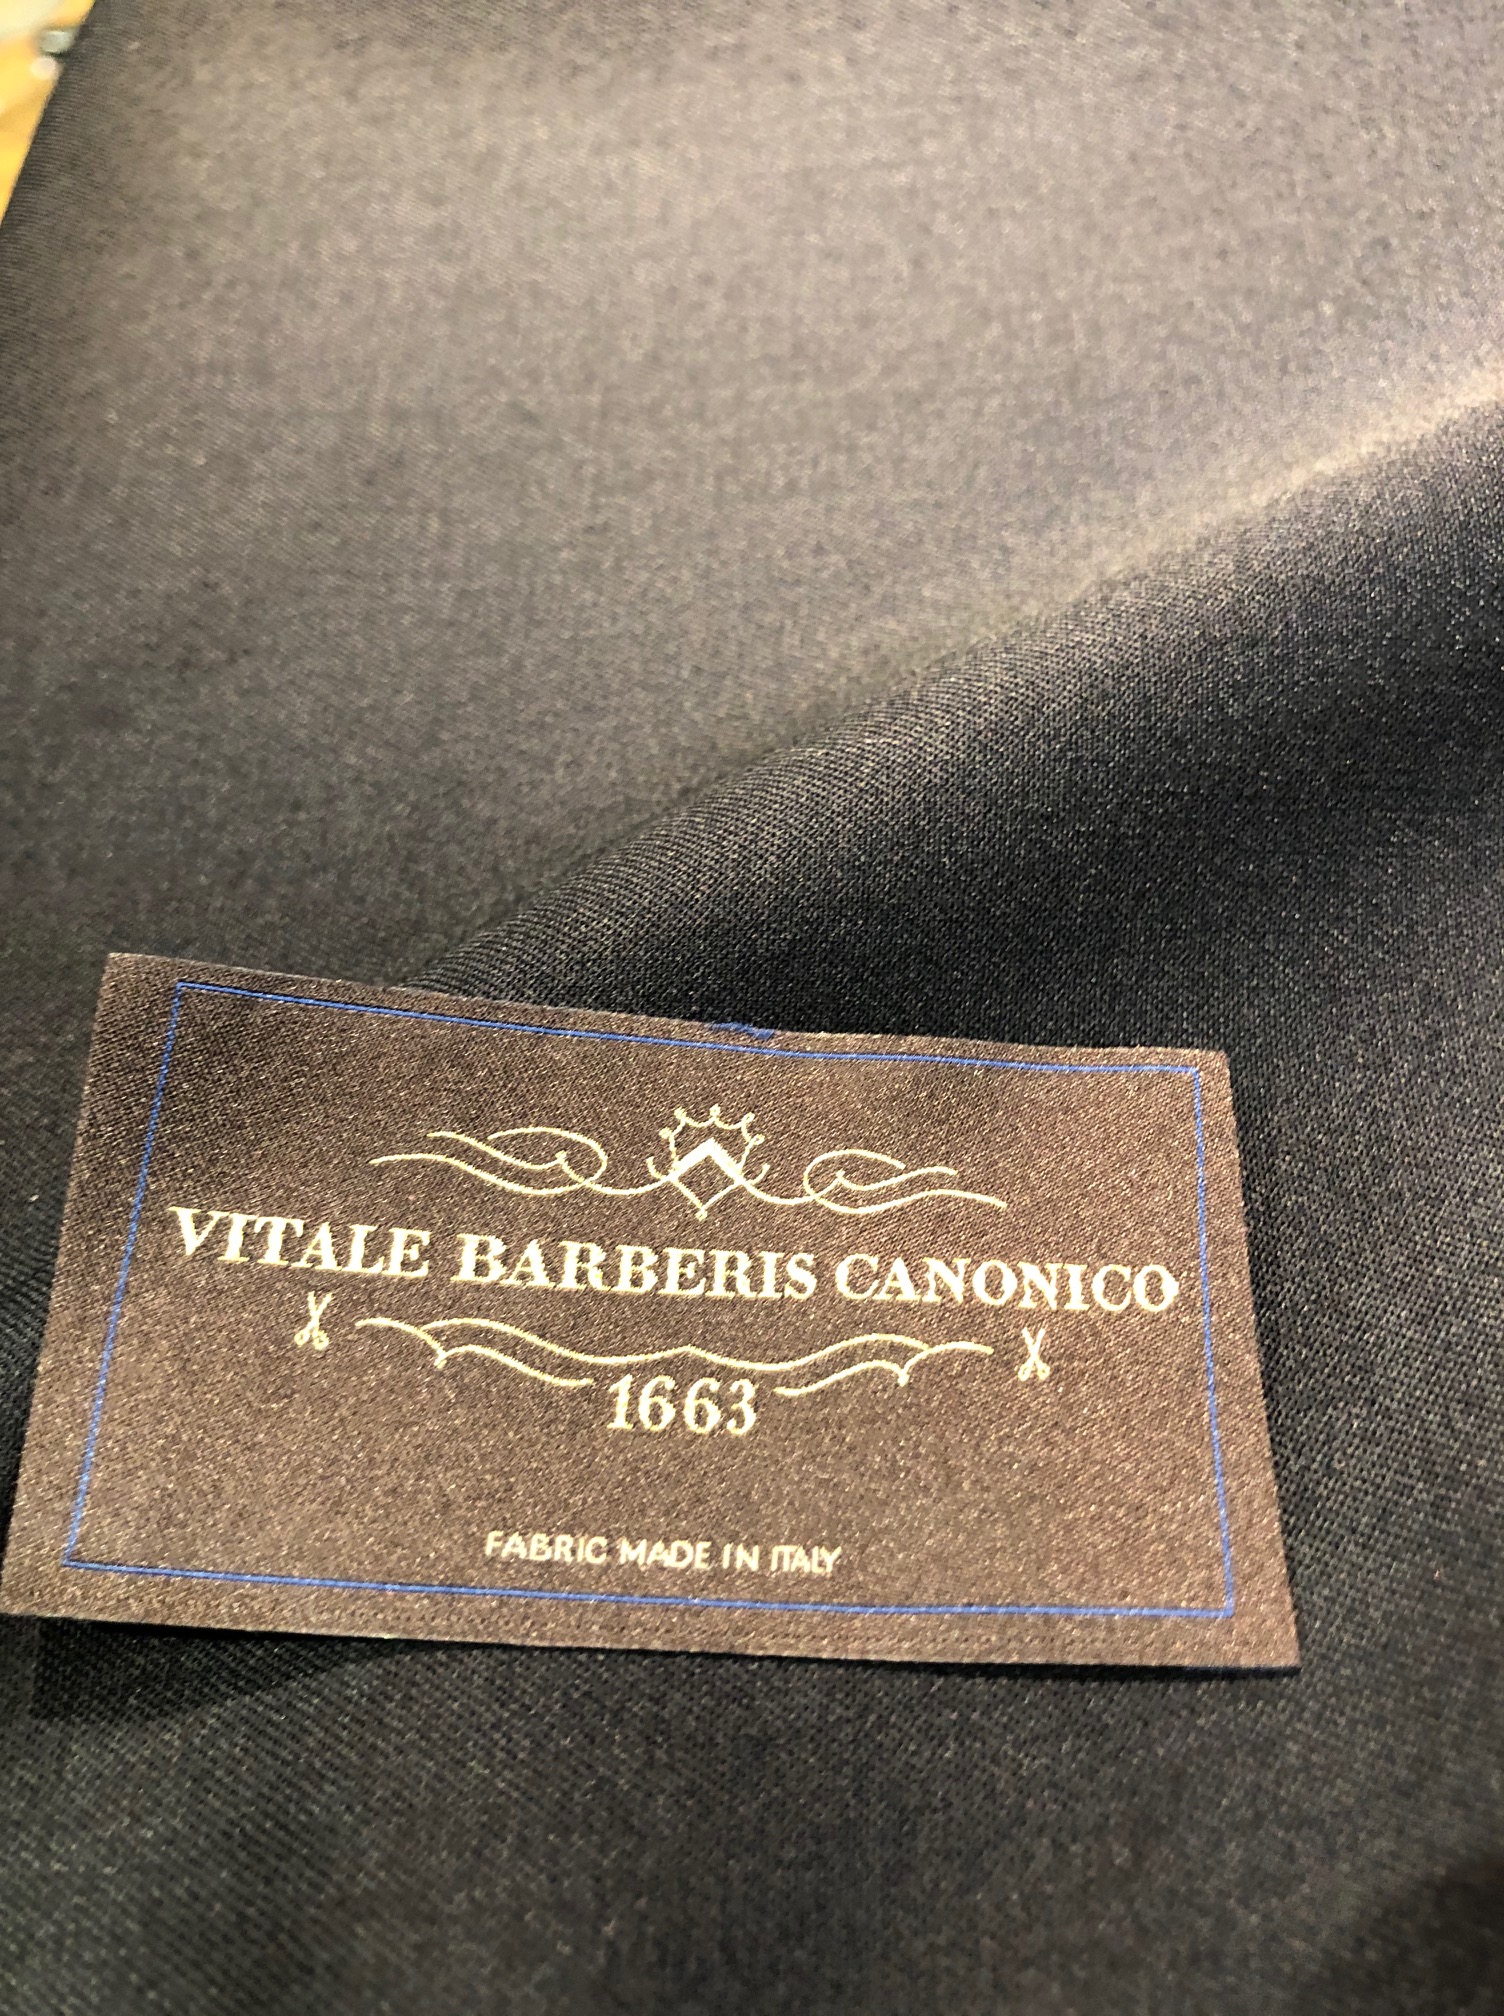 VITALE BARBERIS CANONICO
1663
FABRIC MADE IN ITALY